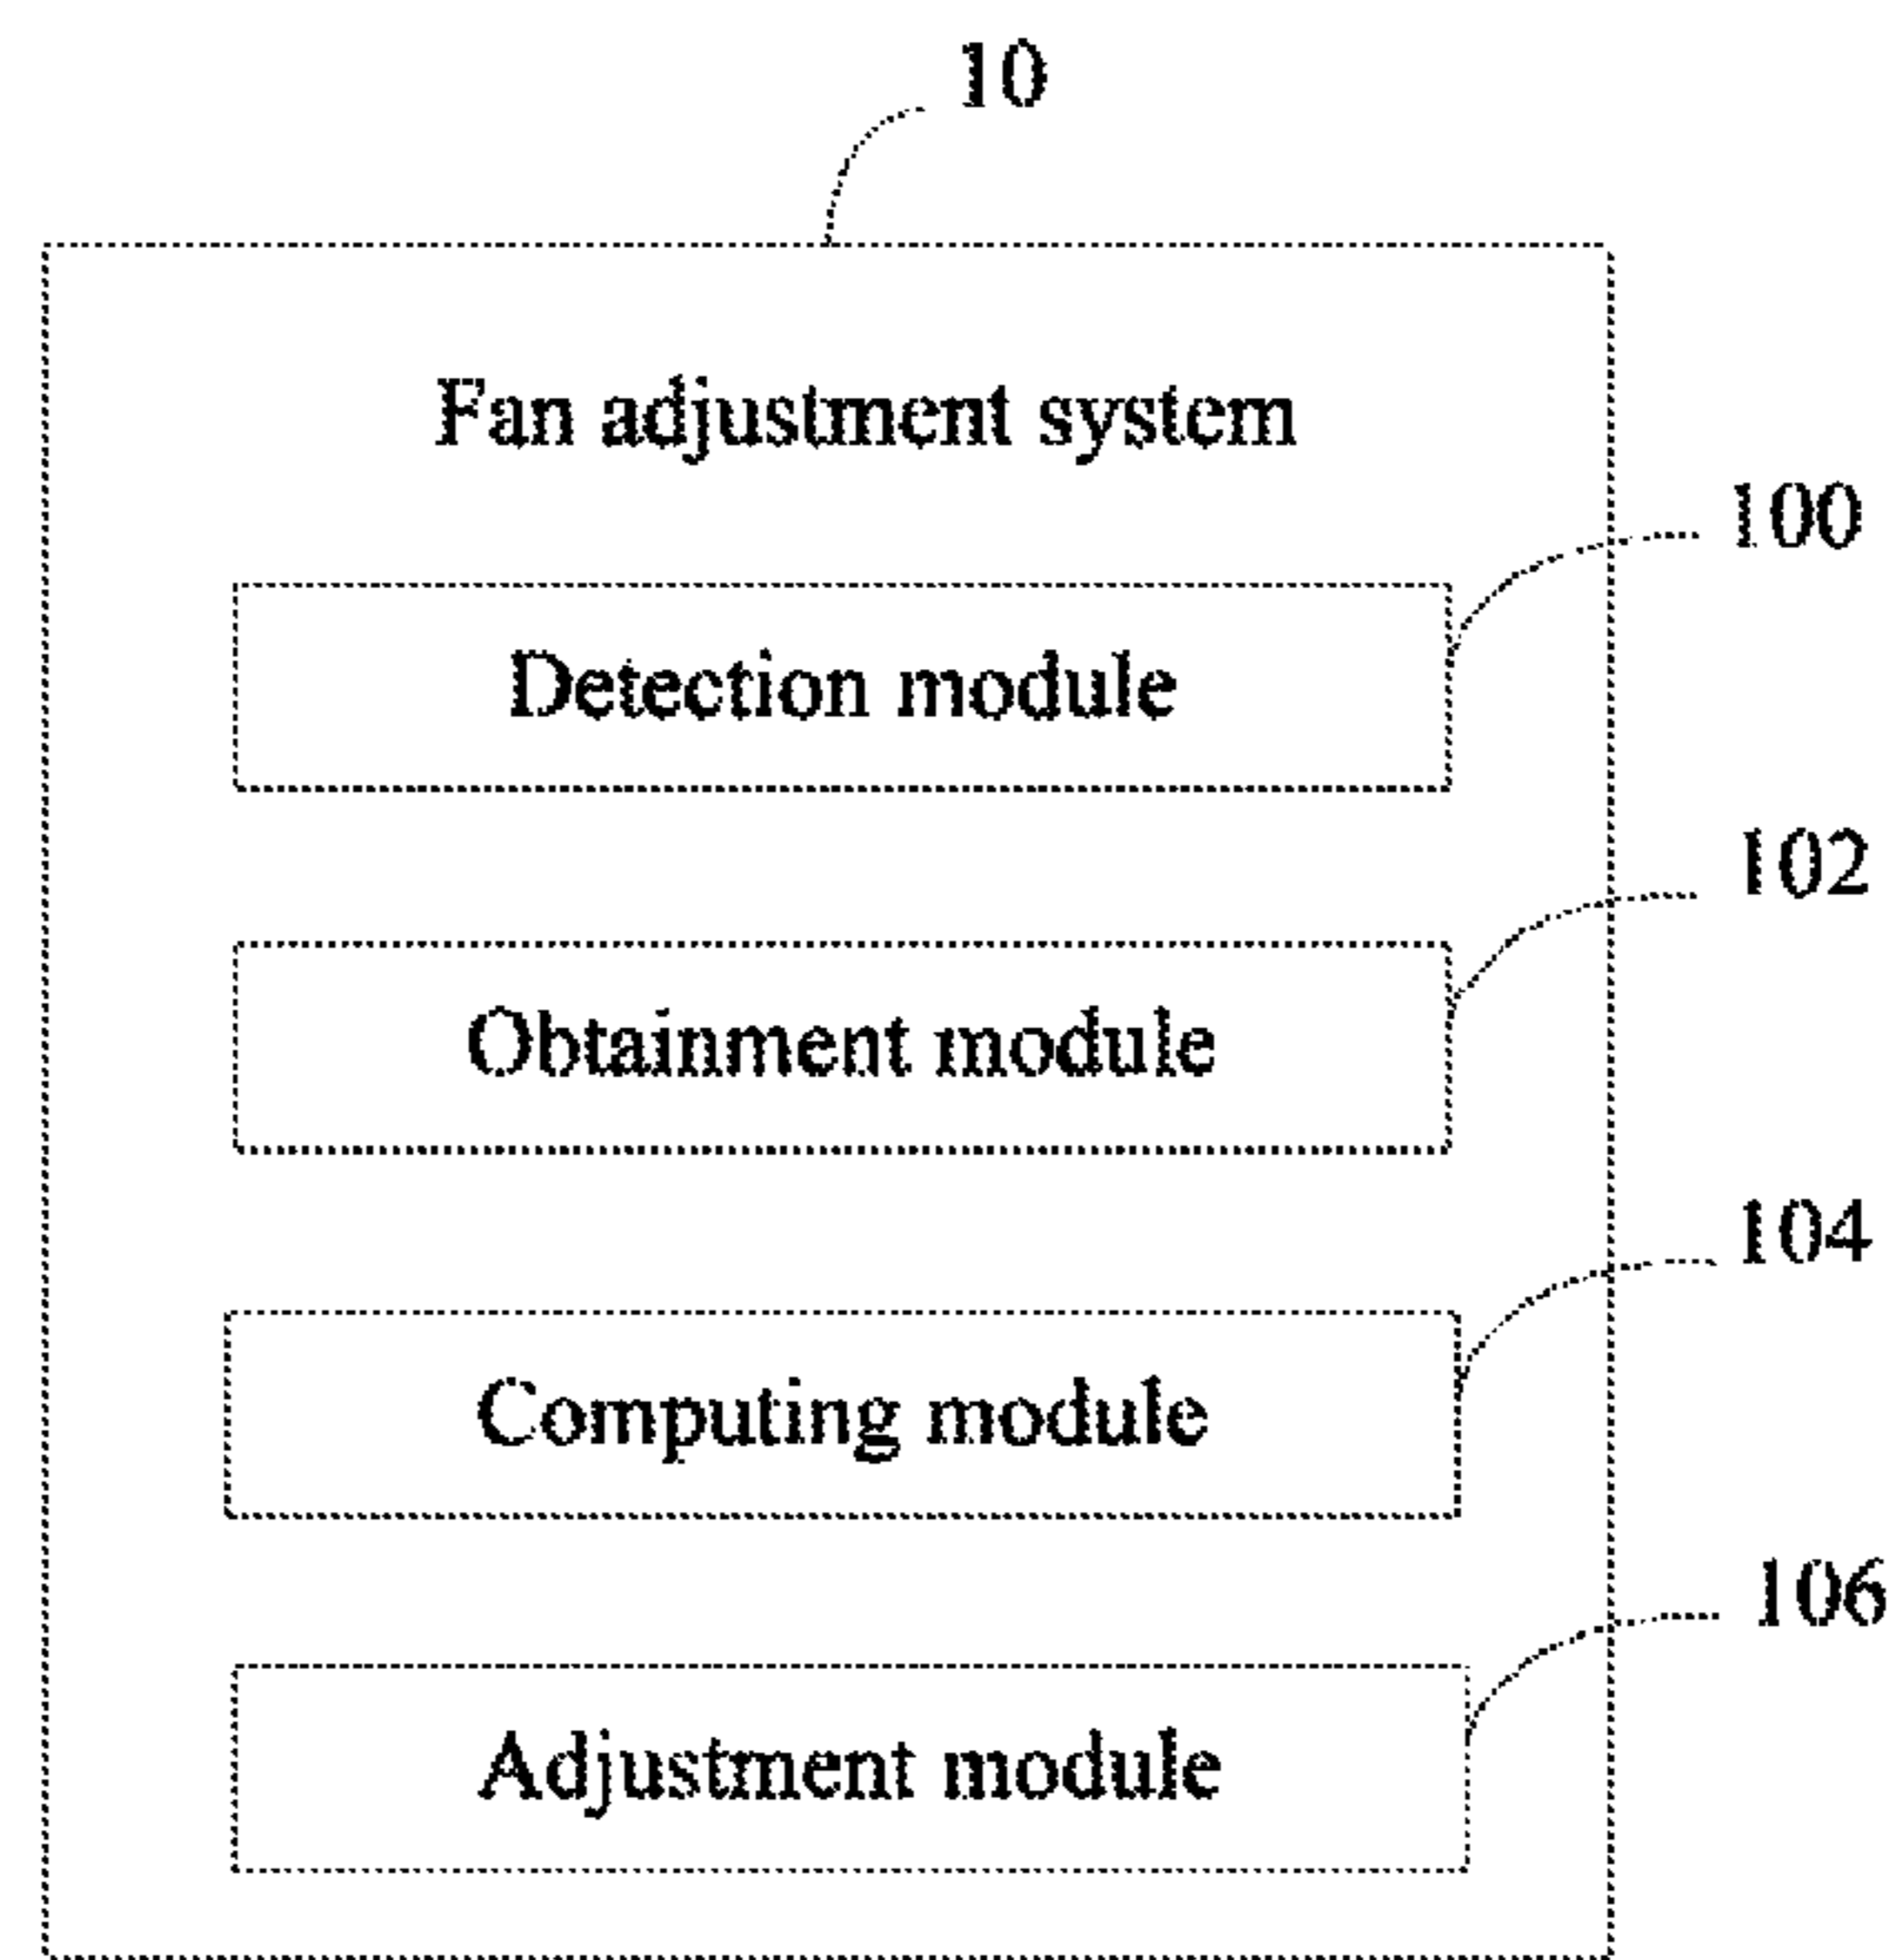 10
Fan adjustment system
100
Detection module
102
Obtainment module
104
Computing module
106
Adjustment module